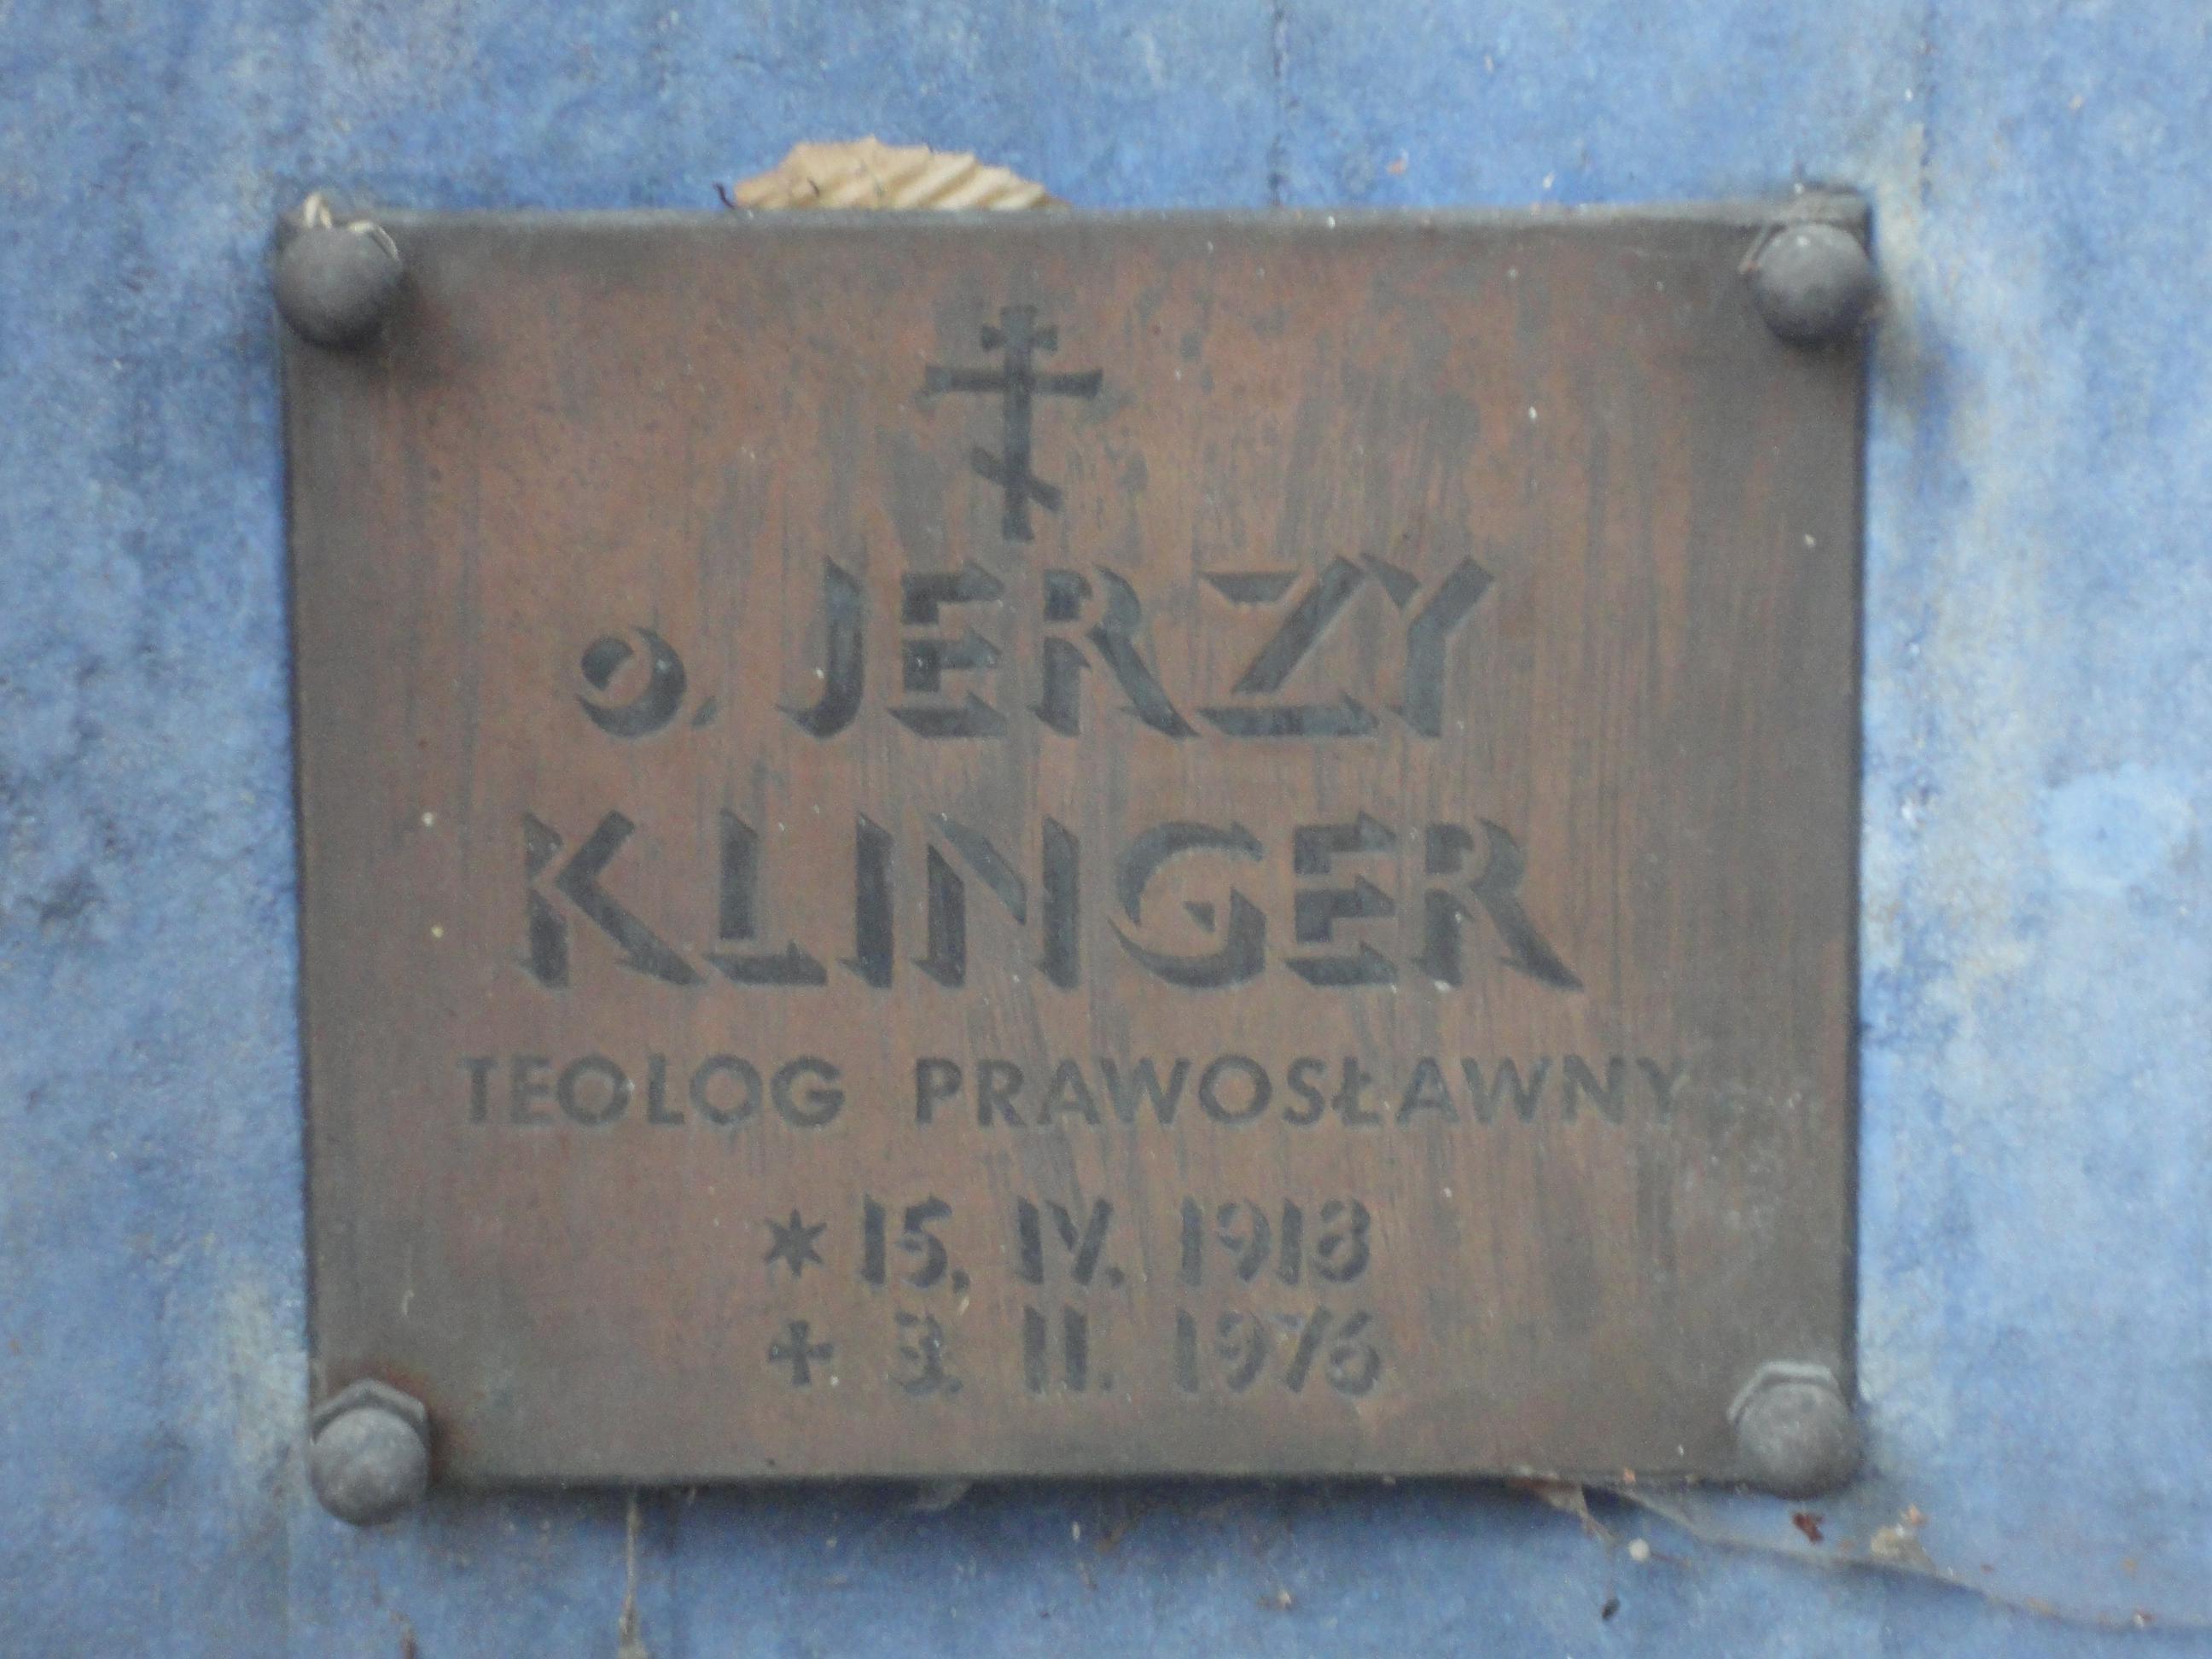 o. JERZY
KLINGER
TEOLOG PRAWOSŁAWNY
* 15. IV. 1918
+ 3. II. 1976